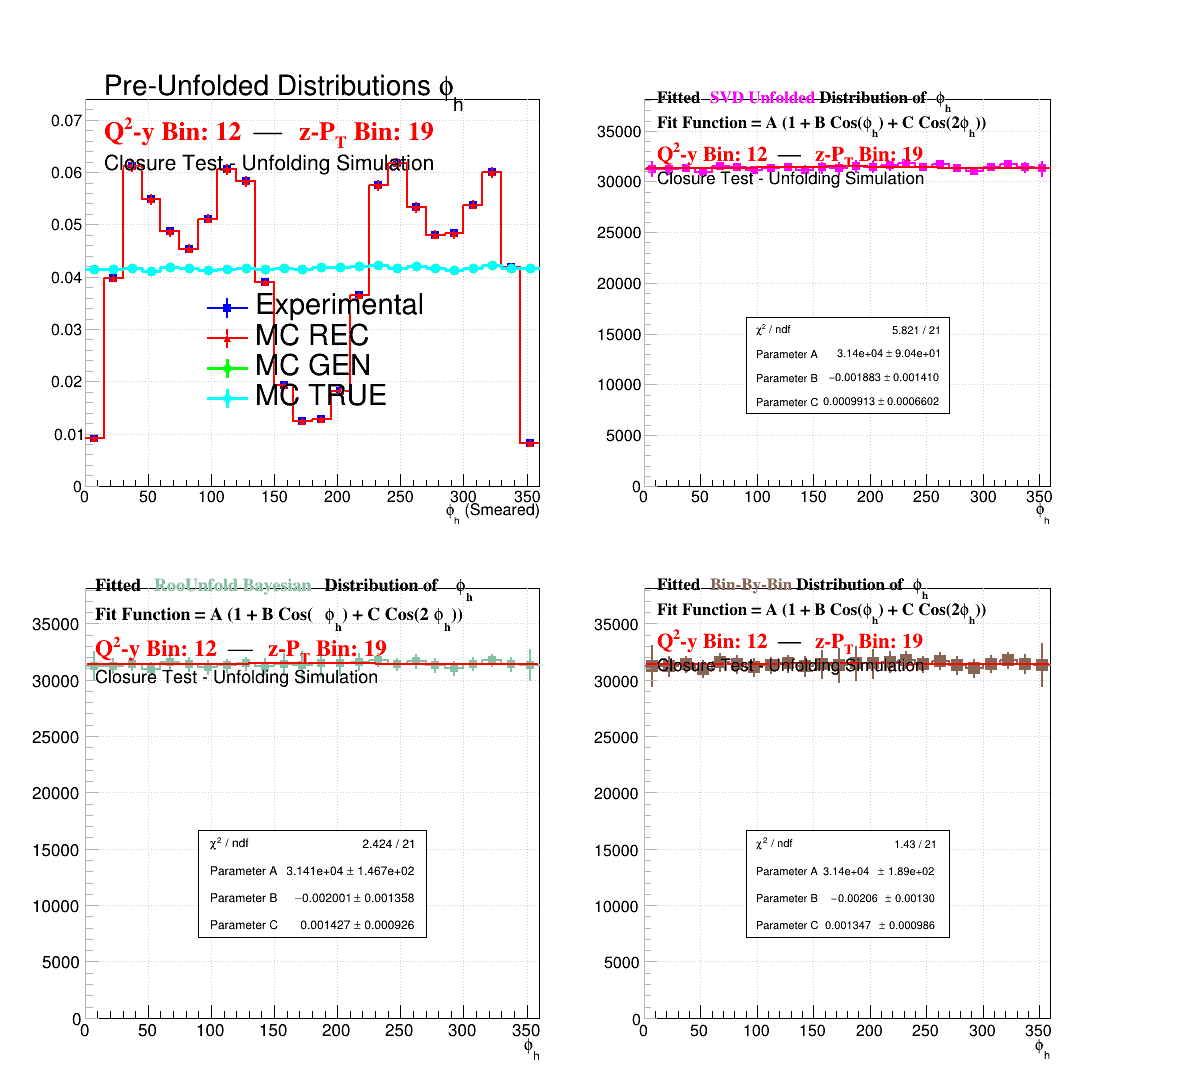 Pre-Unfolded Distributions ϕh
Q2-y Bin: 12 — z-PT Bin: 19
Closure Test - Unfolding Simulation
0.07
0.06
0.05
0.04
0.03
0.02
0.01
0
Experimental
MC REC
MC GEN
MC TRUE
0 50 100 150 200 250 300 350
ϕh (Smeared)
Fitted SVD Unfolded Distribution of ϕh
Fit Function = A (1 + B Cos(ϕh) + C Cos(2ϕh))
Q2-y Bin: 12 — z-PT Bin: 19
Closure Test - Unfolding Simulation
35000
30000
25000
20000
15000
10000
5000
0
χ2 / ndf 5.821 / 21
Parameter A 3.14e+04 ± 9.04e+01
Parameter B −0.001883 ± 0.001410
Parameter C 0.0009913 ± 0.0006602
0 50 100 150 200 250 300 350
ϕh
Fitted RooUnfold Bayesian Distribution of ϕh
Fit Function = A (1 + B Cos( ϕh) + C Cos(2 ϕh))
Q2-y Bin: 12 — z-PT Bin: 19
Closure Test - Unfolding Simulation
35000
30000
25000
20000
15000
10000
5000
0
χ2 / ndf 2.424 / 21
Parameter A 3.141e+04 ± 1.467e+02
Parameter B −0.002001 ± 0.001358
Parameter C 0.001427 ± 0.000926
0 50 100 150 200 250 300 350
ϕh
Fitted Bin-By-Bin Distribution of ϕh
Fit Function = A (1 + B Cos(ϕh) + C Cos(2ϕh))
Q2-y Bin: 12 — z-PT Bin: 19
Closure Test - Unfolding Simulation
35000
30000
25000
20000
15000
10000
5000
0
χ2 / ndf 1.43 / 21
Parameter A 3.14e+04 ± 1.89e+02
Parameter B −0.00206 ± 0.00130
Parameter C 0.001347 ± 0.000986
0 50 100 150 200 250 300 350
ϕh